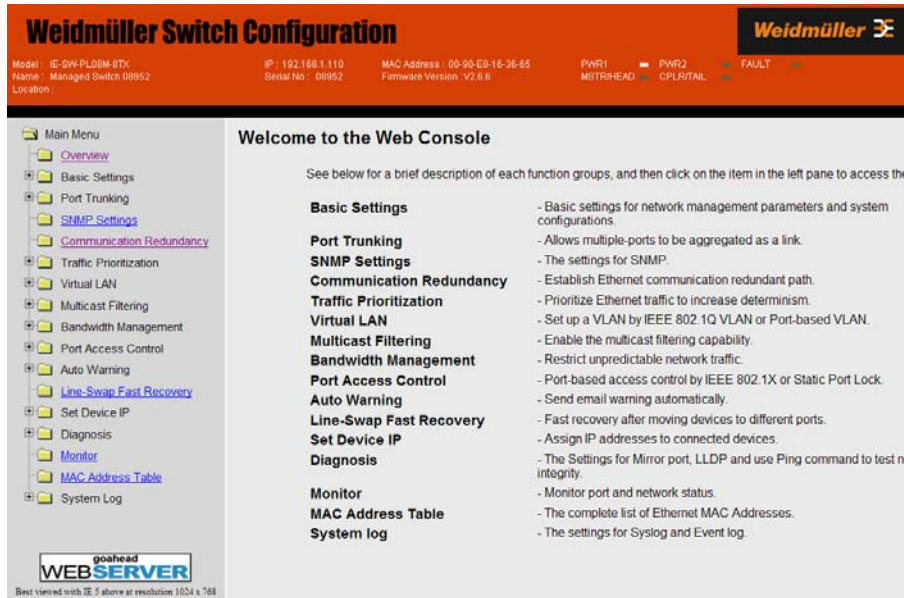 Weidmüller Switch Configuration
Weidmüller
Model : IE-SW-PL08M-8TX
Name : Managed Switch 08952
Location :
IP : 192.168.1.110
Serial No : 08952
MAC Address : 00-90-E8-16-36-65
Firmware Version : V2.6.6
PWR1 PWR2 FAULT
MSTR/HEAD CPLR/TAIL
Main Menu
Overview
Basic Settings
Port Trunking
SNMP Settings
Communication Redundancy
Traffic Prioritization
Virtual LAN
Multicast Filtering
Bandwidth Management
Port Access Control
Auto Warning
Line-Swap Fast Recovery
Set Device IP
Diagnosis
Monitor
MAC Address Table
System Log
goahead
WEBSERVER
Best viewed with IE 5 above at resolution 1024 x 768
Welcome to the Web Console
See below for a brief description of each function groups, and then click on the item in the left pane to access the
Basic Settings - Basic settings for network management parameters and system
configurations.
Port Trunking - Allows multiple-ports to be aggregated as a link.
SNMP Settings - The settings for SNMP.
Communication Redundancy - Establish Ethernet communication redundant path.
Traffic Prioritization - Prioritize Ethernet traffic to increase determinism.
Virtual LAN - Set up a VLAN by IEEE 802.1Q VLAN or Port-based VLAN.
Multicast Filtering - Enable the multicast filtering capability.
Bandwidth Management - Restrict unpredictable network traffic.
Port Access Control - Port-based access control by IEEE 802.1X or Static Port Lock.
Auto Warning - Send email warning automatically.
Line-Swap Fast Recovery - Fast recovery after moving devices to different ports.
Set Device IP - Assign IP addresses to connected devices.
Diagnosis - The Settings for Mirror port, LLDP and use Ping command to test n
integrity.
Monitor - Monitor port and network status.
MAC Address Table - The complete list of Ethernet MAC Addresses.
System log - The settings for Syslog and Event log.